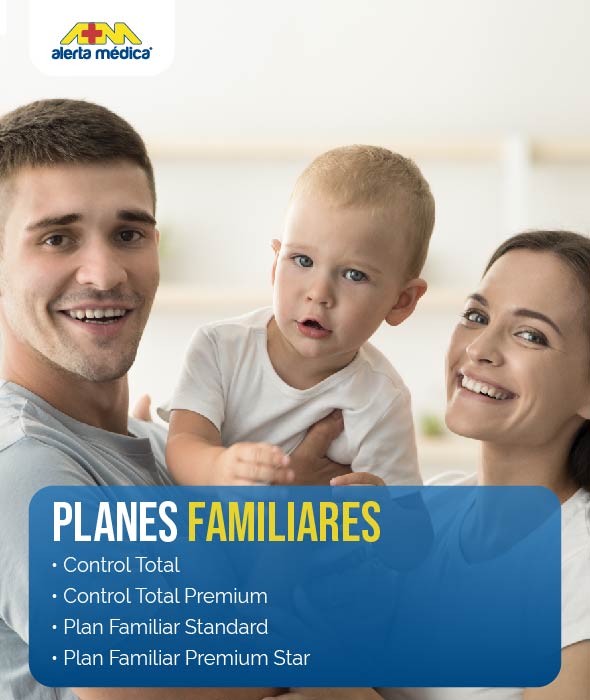 alerta médica
PLANES FAMILIARES
• Control Total
• Control Total Premium
• Plan Familiar Standard
• Plan Familiar Premium Star